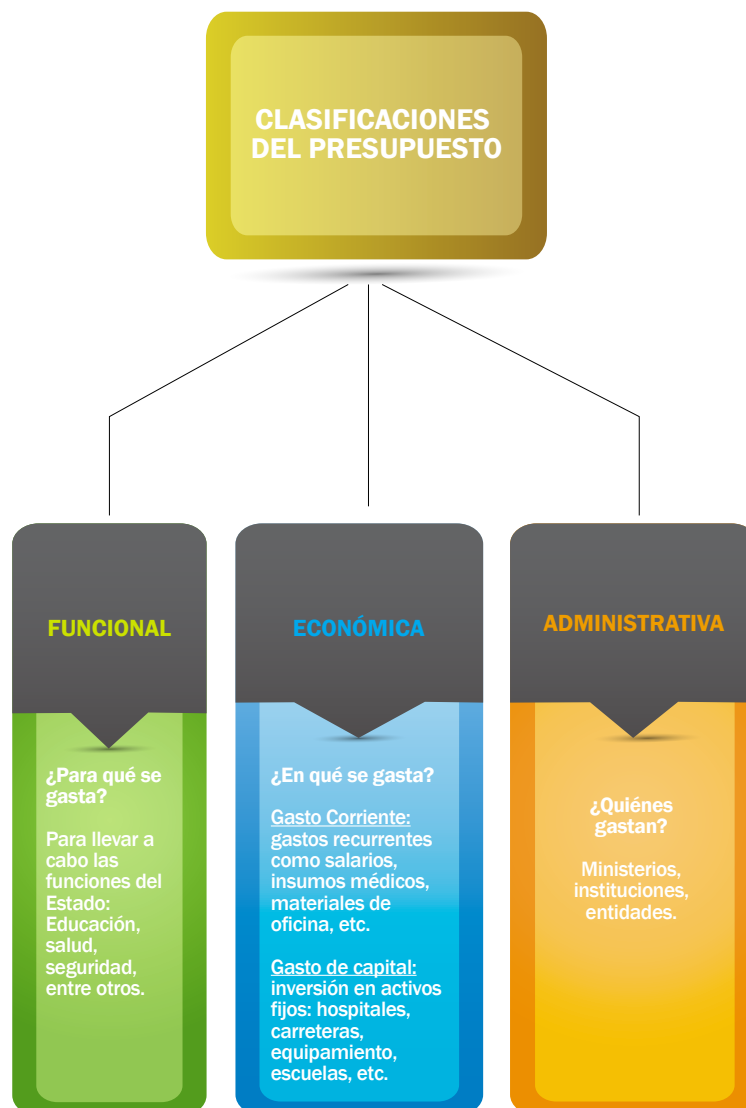 CLASIFICACIONES
DEL PRESUPUESTO
FUNCIONAL
¿Para qué se
gasta?
Para llevar a
cabo las
funciones del
Estado:
Educación,
salud,
seguridad,
entre otros.
ECONÓMICA
¿En qué se gasta?
Gasto Corriente:
gastos recurrentes
como salarios,
insumos médicos,
materiales de
oficina, etc.
Gasto de capital:
inversión en activos
fijos: hospitales,
carreteras,
equipamiento,
escuelas, etc.
ADMINISTRATIVA
¿Quiénes
gastan?
Ministerios,
instituciones,
entidades.